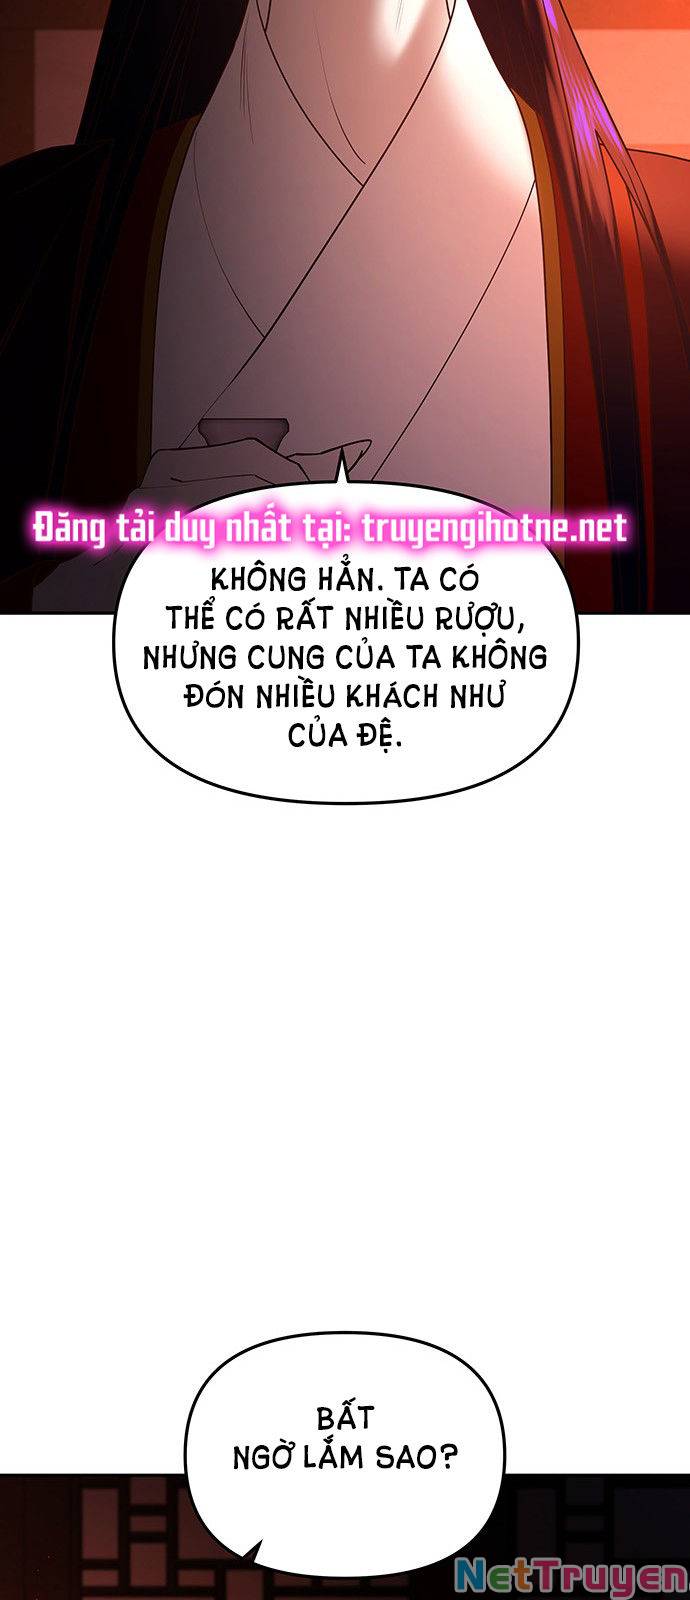 Đăng tải duy nhất tại: truyengihotne.net
KHÔNG HẲN. TA CÓ
THỂ CÓ RẤT NHIỀU RƯỢU,
NHƯNG CUNG CỦA TA KHÔNG
ĐÓN NHIỀU KHÁCH NHƯ
CỦA ĐỆ.
BẤT
NGỜ LẮM SAO?
NetTruyen